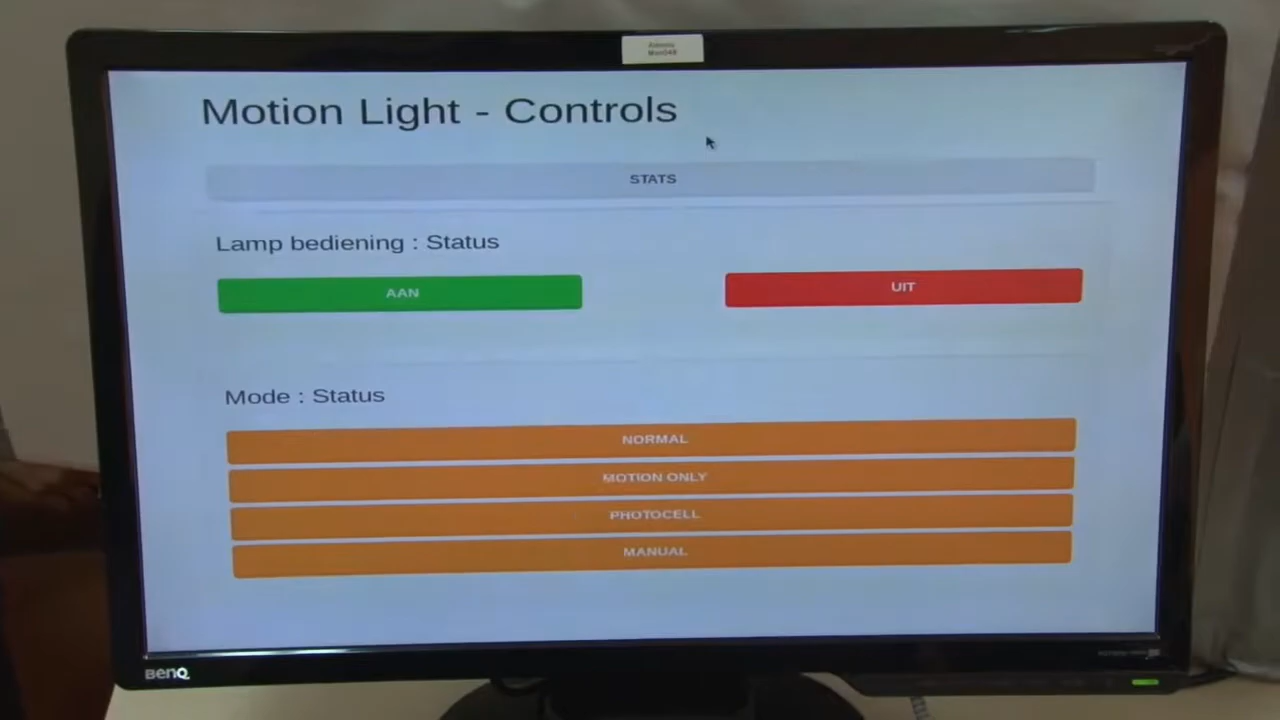 Motion Light - Controls
STATS
Lamp bediening : Status
AAN UIT
Mode : Status
NORMAL
MOTION ONLY
PHOTOCELL
MANUAL
BenQ